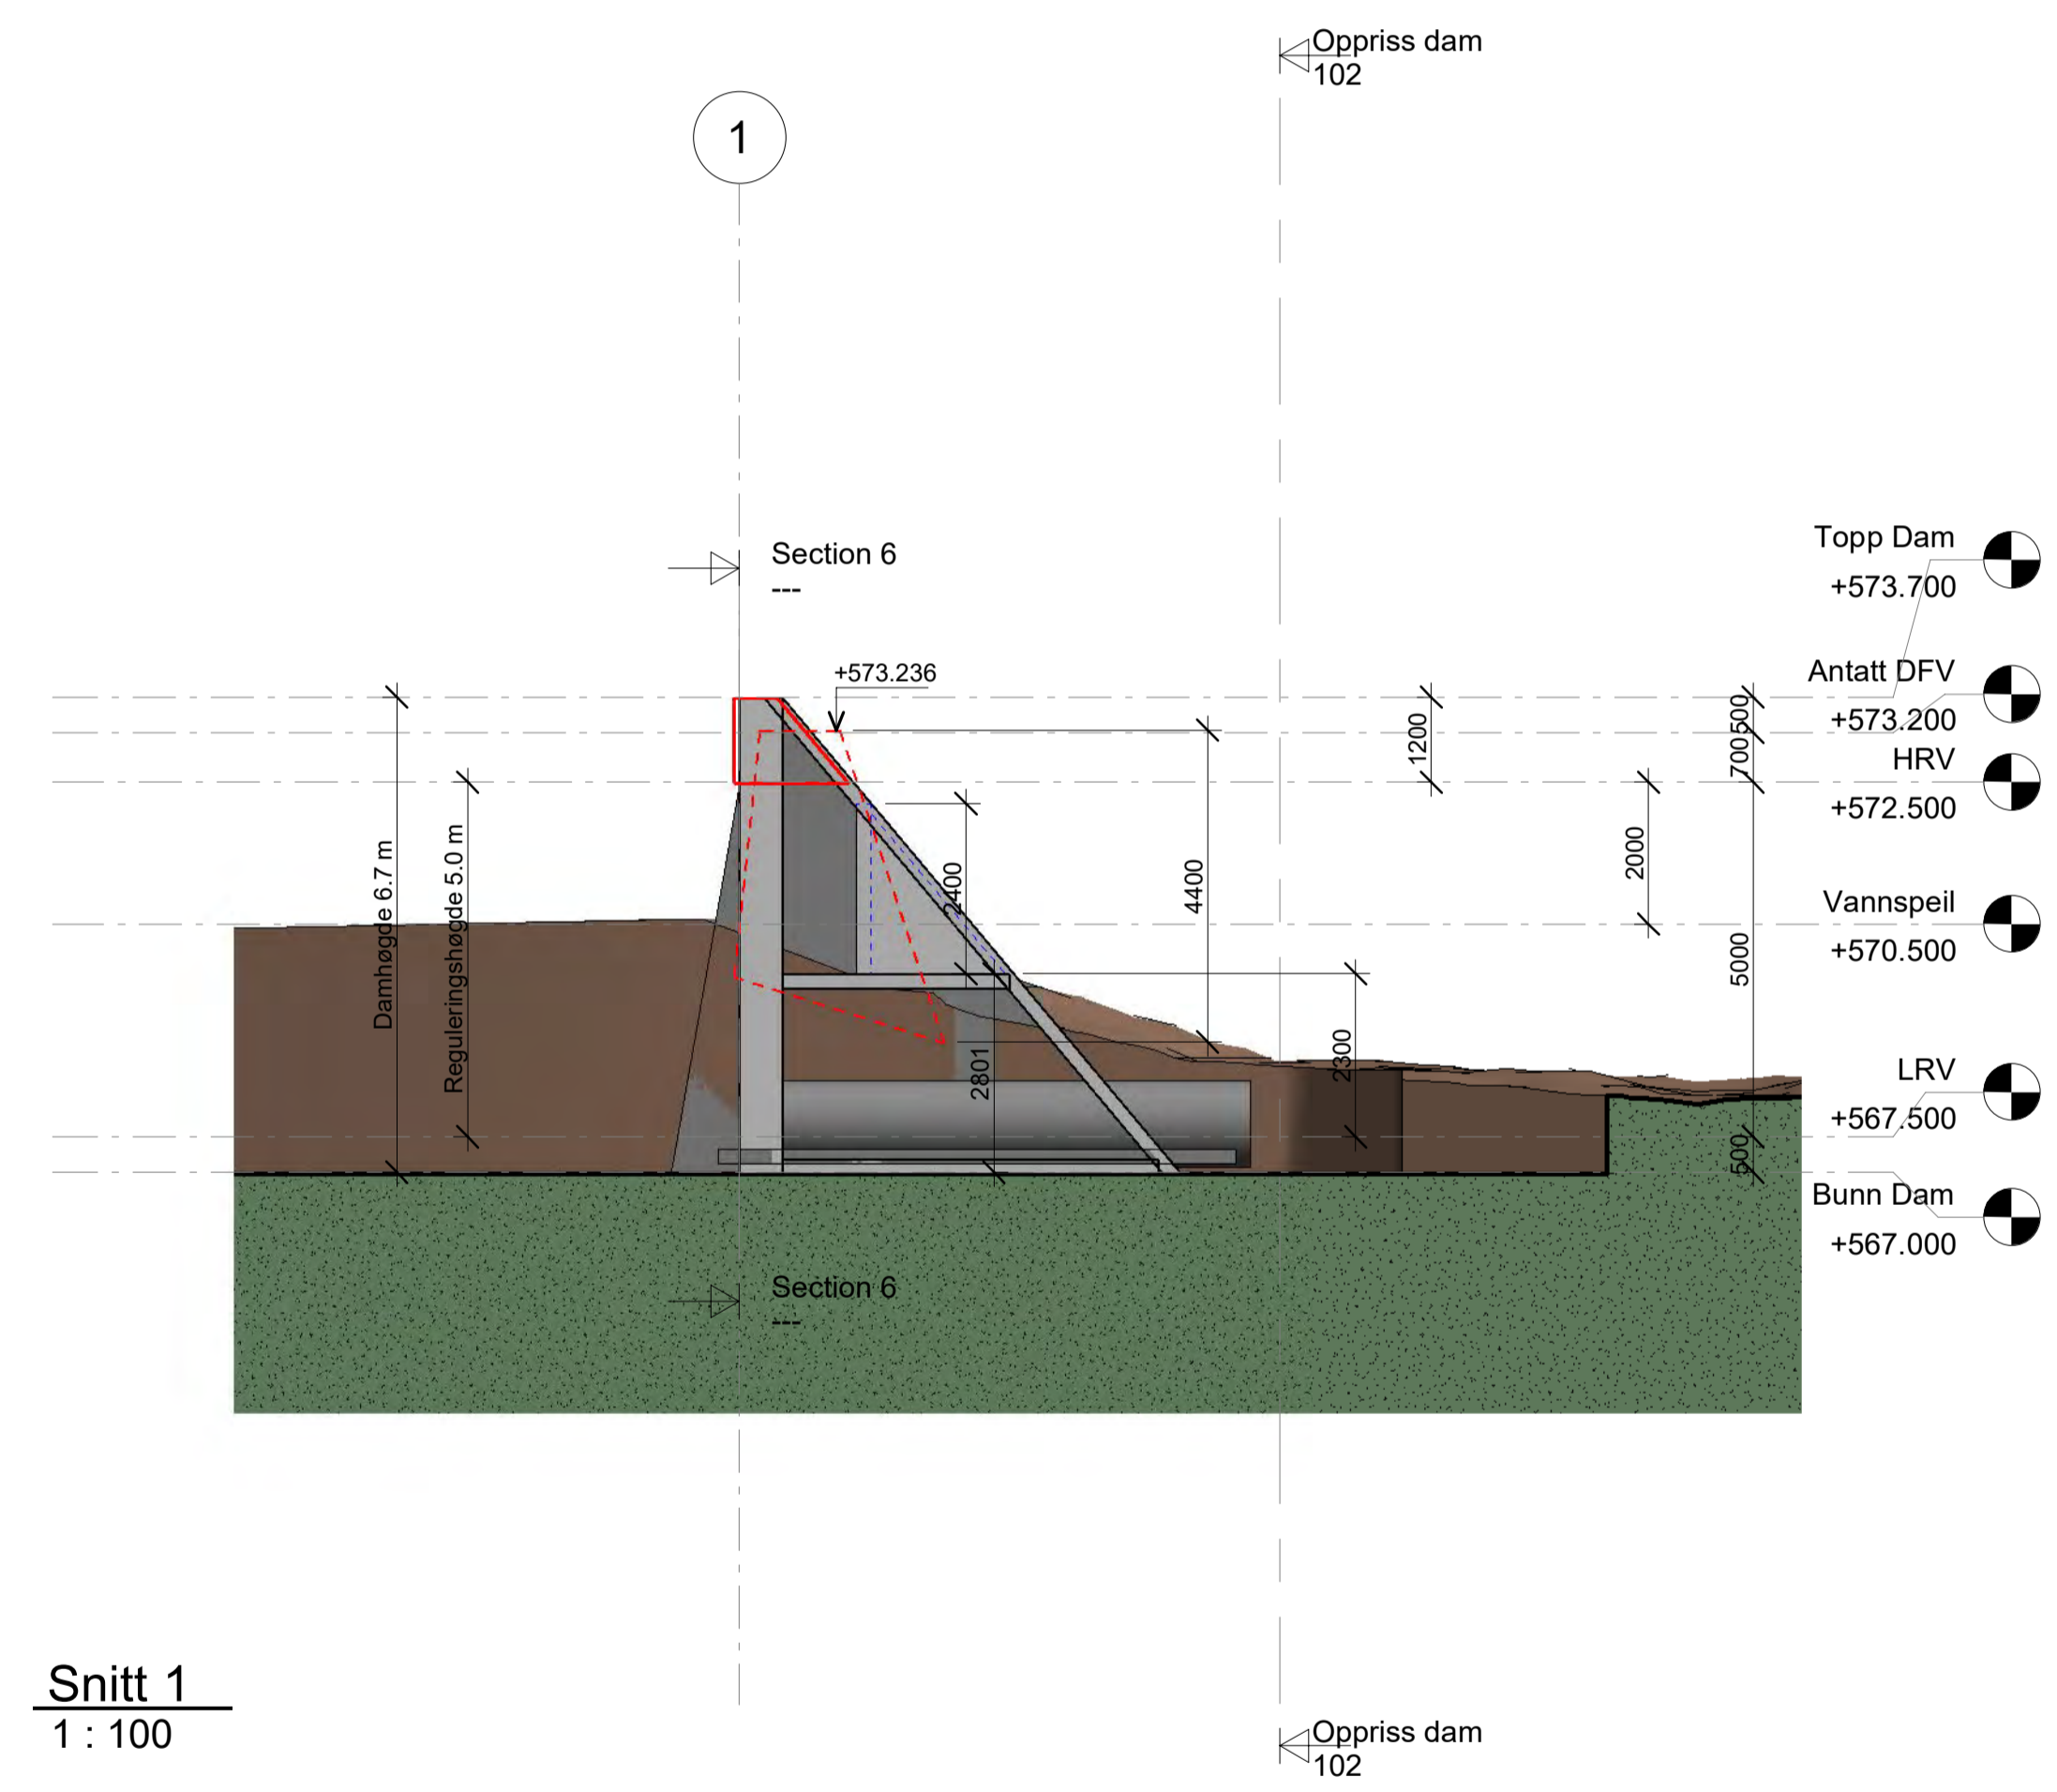 Oppriss dam
102
1
Section 6
---
Topp Dam
+573.700
+573.236
Antatt DFV
+573.200
HRV
+572.500
1200
500
700
2000
Vannspeil
+570.500
Damhøgde 6.7 m
Reguleringshøgde 5.0 m
2400
4400
5000
2801
2300
LRV
+567.500
500
Bunn Dam
+567.000
Section 6
---
Snitt 1
1 : 100
Oppriss dam
102